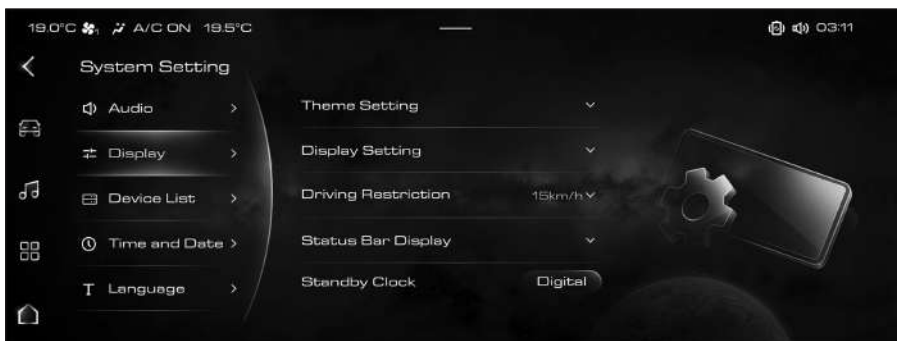 19.0°C A/C ON 19.5°C
03:11
System Setting
Audio
Display
Device List
Time and Date
T Language
Theme Setting
Display Setting
Driving Restriction 15km/h
Status Bar Display
Standby Clock Digital